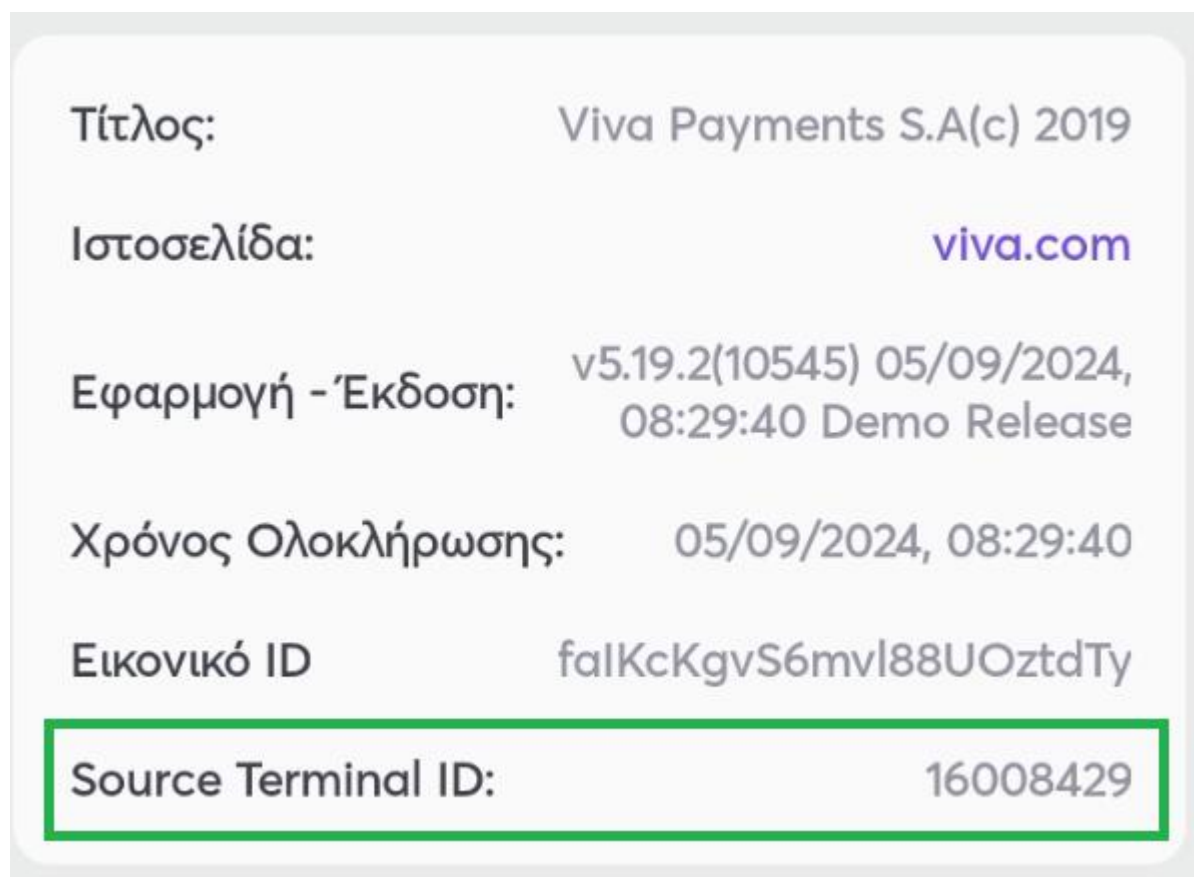 Τίτλος: Viva Payments S.A(c) 2019
Ιστοσελίδα: viva.com
Εφαρμογή - Έκδοση: v5.19.2(10545) 05/09/2024,
08:29:40 Demo Release
Χρόνος Ολοκλήρωσης: 05/09/2024, 08:29:40
Εικονικό ID faIKcKgvS6mvl88UOztdTy
Source Terminal ID: 16008429